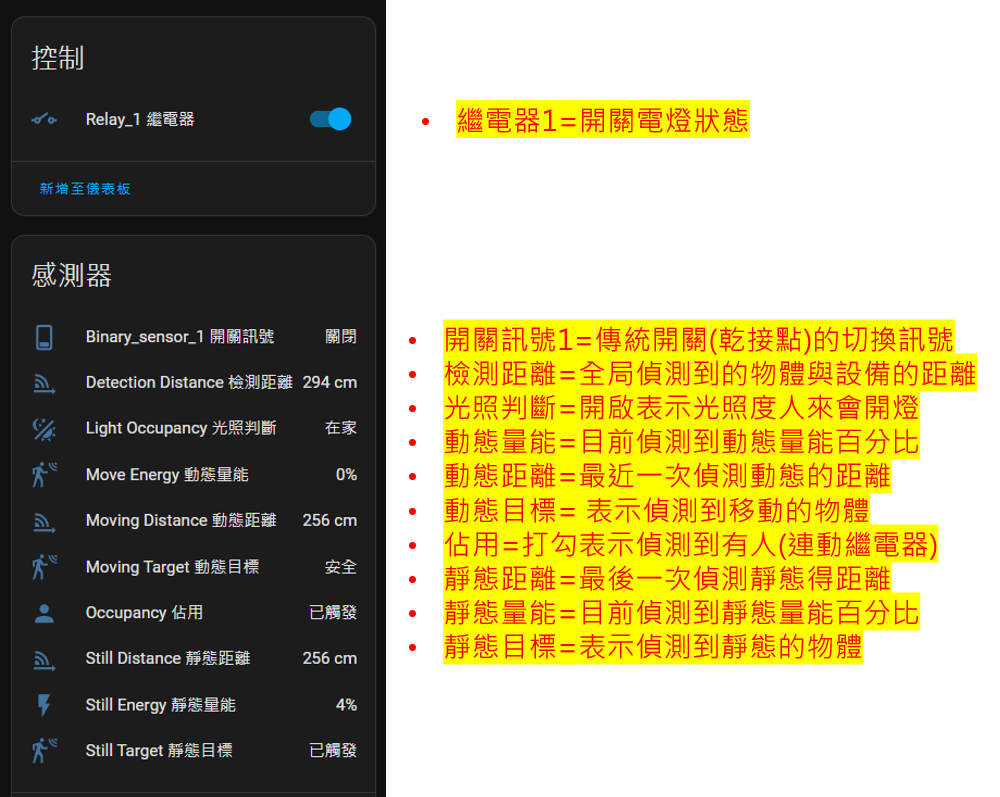 控制
Relay_1 繼電器
新增至儀表板
繼電器1=開關電燈狀態
感測器
Binary_sensor_1 開關訊號 關閉
Detection Distance 檢測距離 294 cm
Light Occupancy 光照判斷 在家
Move Energy 動態量能 0%
Moving Distance 動態距離 256 cm
Moving Target 動態目標 安全
Occupancy 佔用 已觸發
Still Distance 靜態距離 256 cm
Still Energy 靜態量能 4%
Still Target 靜態目標 已觸發
開關訊號1=傳統開關(乾接點)的切換訊號
檢測距離=全局偵測到的物體與設備的距離
光照判斷=開啟表示光照度人來會開燈
動態量能=目前偵測到動態量能百分比
動態距離=最近一次偵測動態的距離
動態目標= 表示偵測到移動的物體
佔用=打勾表示偵測到有人(連動繼電器)
靜態距離=最後一次偵測靜態得距離
靜態量能=目前偵測到靜態量能百分比
靜態目標=表示偵測到靜態的物體